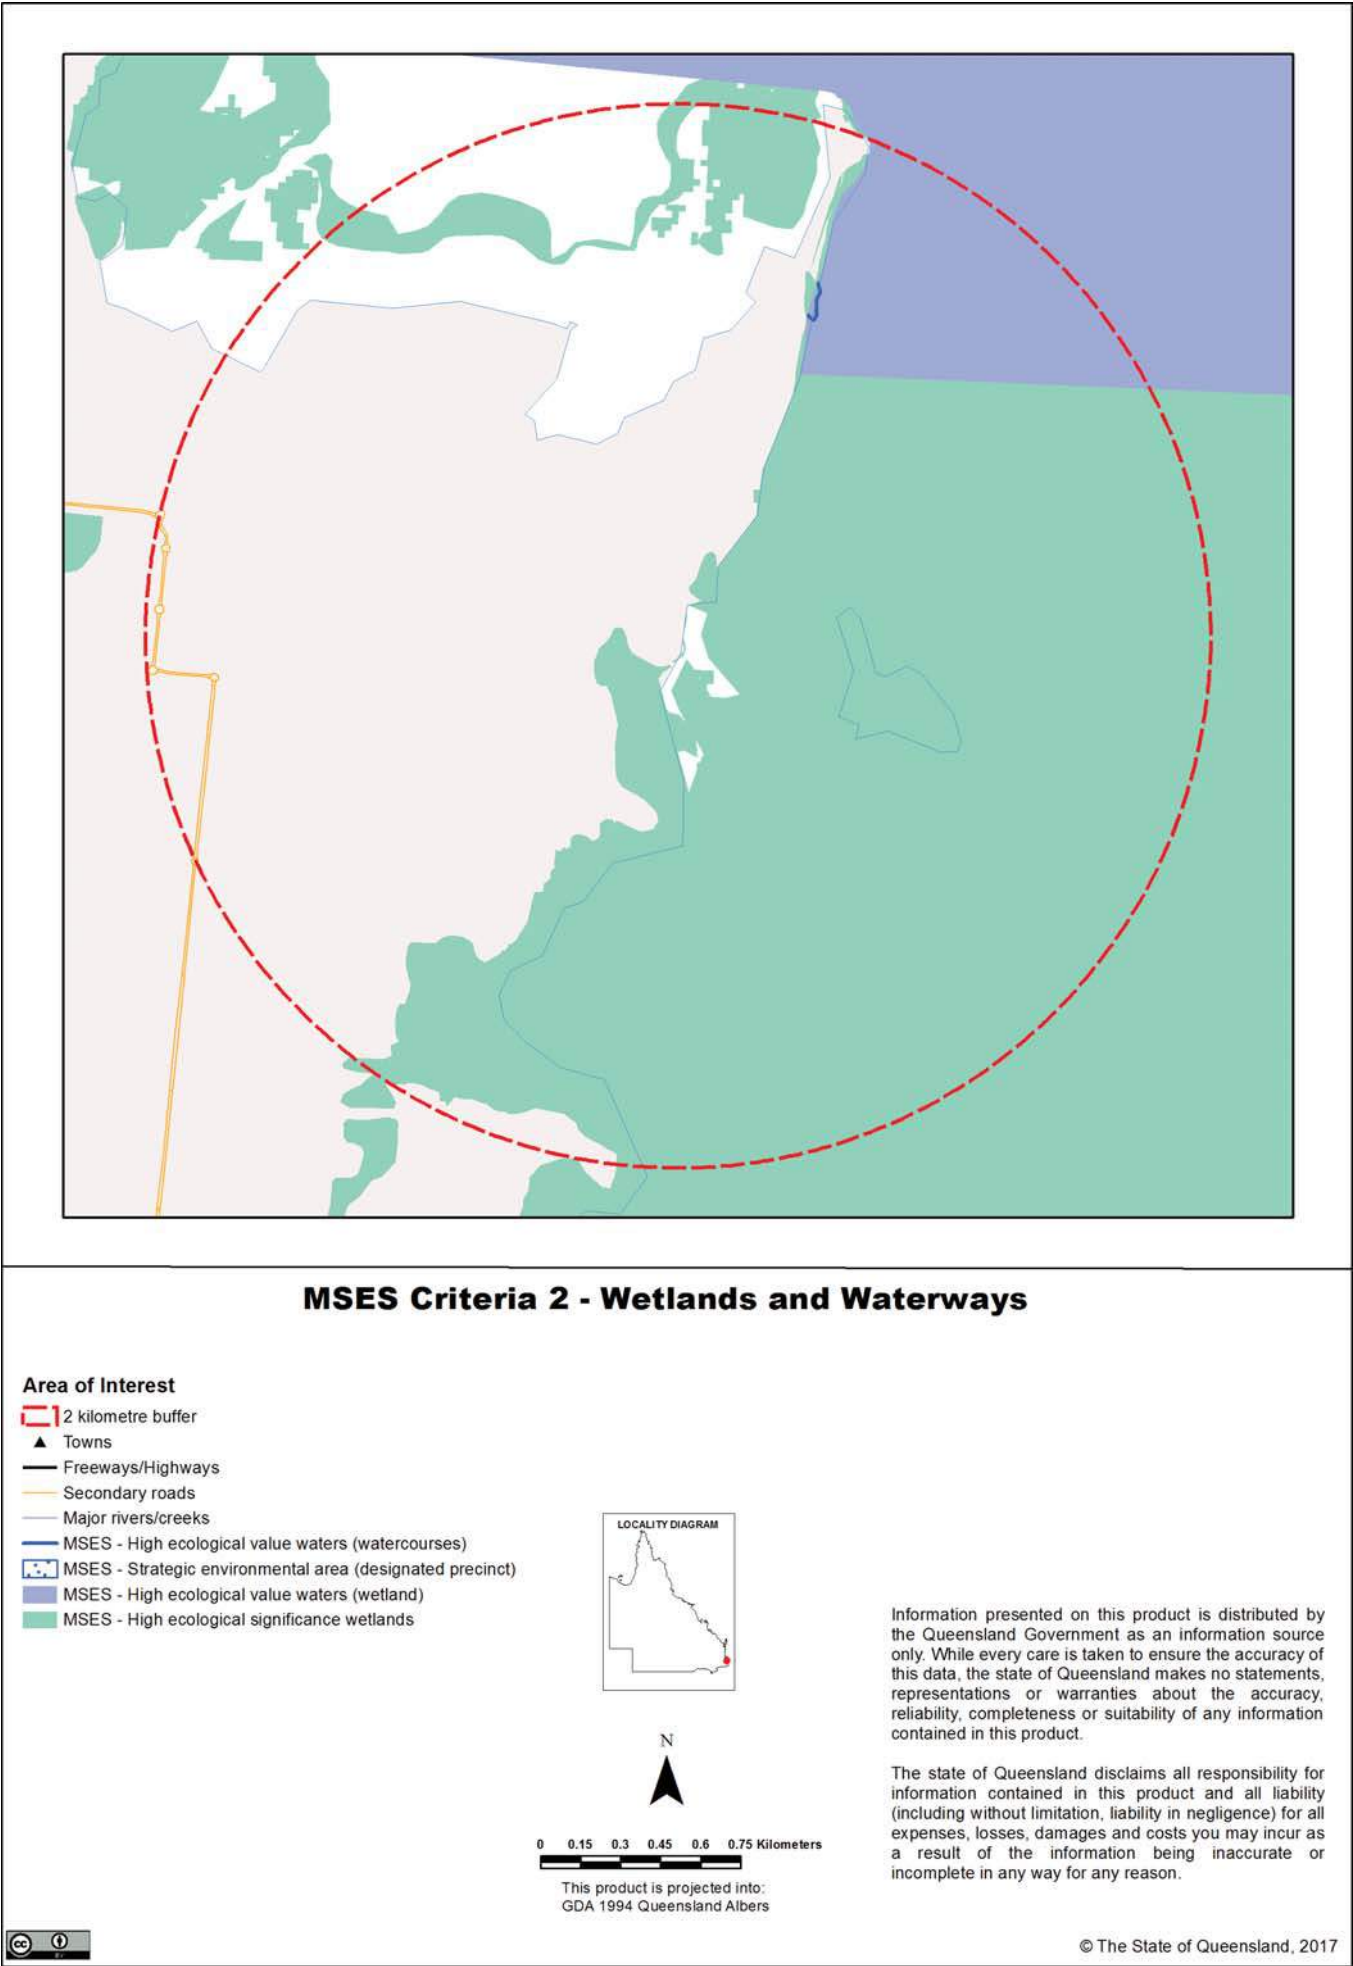 MSES Criteria 2 - Wetlands and Waterways
Area of Interest
2 kilometre buffer
Towns
Freeways/Highways
Secondary roads
Major rivers/creeks
MSES - High ecological value waters (watercourses)
MSES - Strategic environmental area (designated precinct)
MSES - High ecological value waters (wetland)
MSES - High ecological significance wetlands
LOCALITY DIAGRAM
N
0 0.15 0.3 0.45 0.6 0.75 Kilometers
This product is projected into:
GDA 1994 Queensland Albers
Information presented on this product is distributed by
the Queensland Government as an information source
only. While every care is taken to ensure the accuracy of
this data, the state of Queensland makes no statements,
representations or warranties about the accuracy,
reliability, completeness or suitability of any information
contained in this product.
The state of Queensland disclaims all responsibility for
information contained in this product and all liability
(including without limitation, liability in negligence) for all
expenses, losses, damages and costs you may incur as
a result of the information being inaccurate or
incomplete in any way for any reason.
cc
© The State of Queensland, 2017